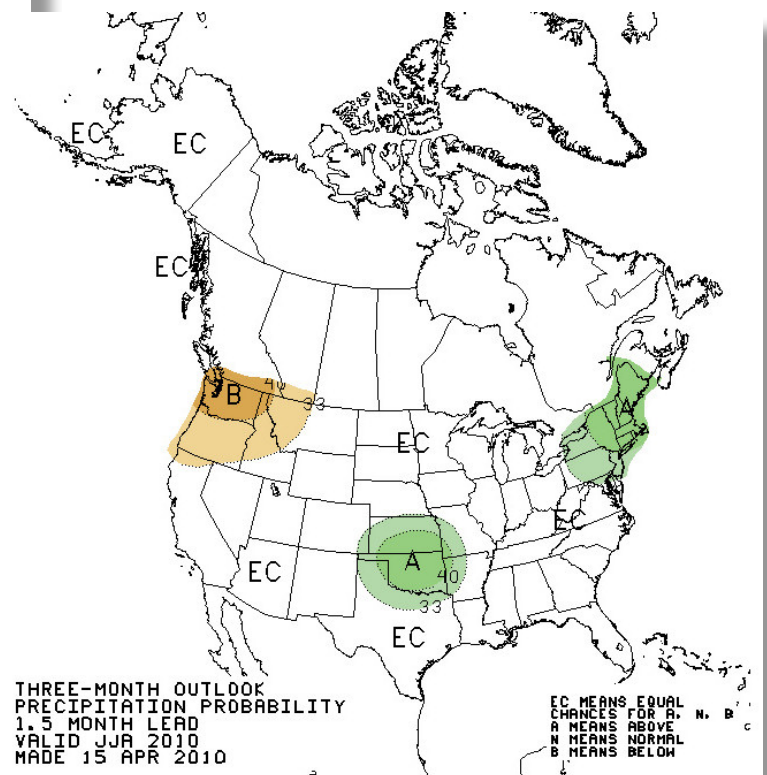 EC
EC
EC
40
B
33
A
EC
EC
A
EC
40
33
EC
THREE-MONTH OUTLOOK
PRECIPITATION PROBABILITY
1.5 MONTH LEAD
VALID JJA 2010
MADE 15 APR 2010
EC MEANS EQUAL
CHANCES FOR A, N, B
A MEANS ABOVE
N MEANS NORMAL
B MEANS BELOW